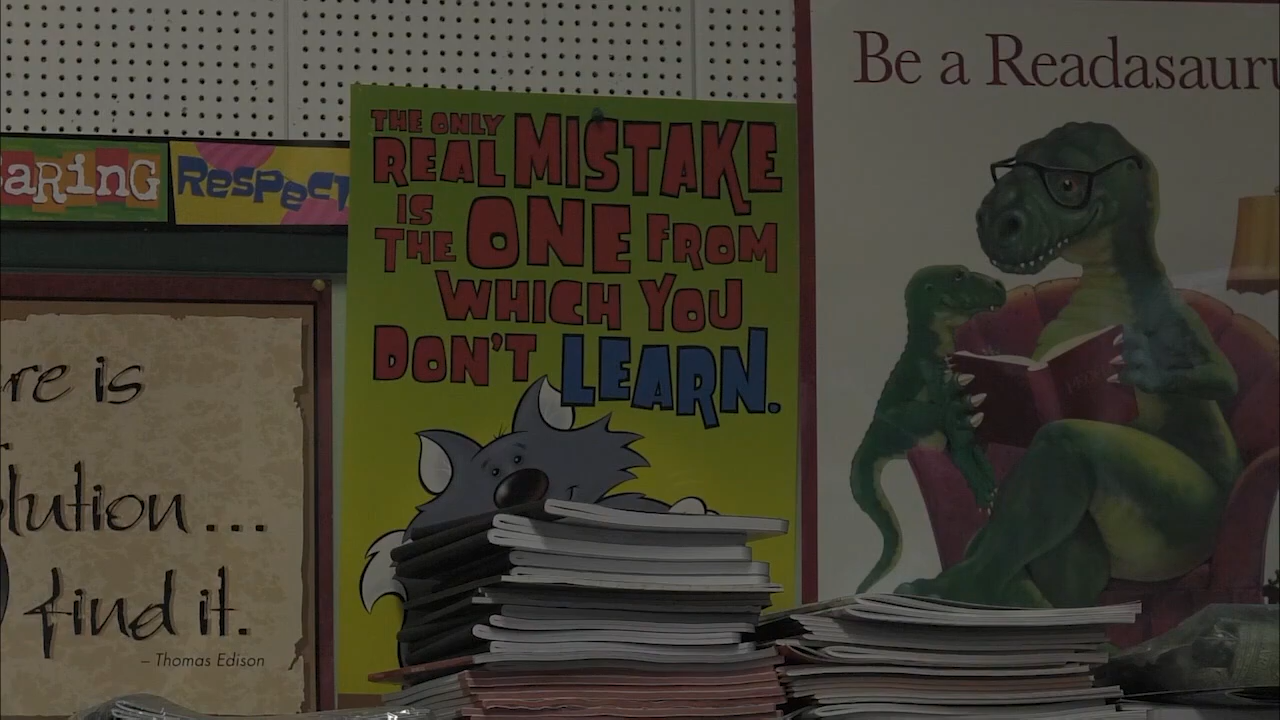 Be a Readasauru
THE ONLY
REAL MISTAKE
IS
THE ONE FROM
WHICH YOU
DON'T LEARN.
aRiNG
RESPECT
re is
lution...
find it.
– Thomas Edison